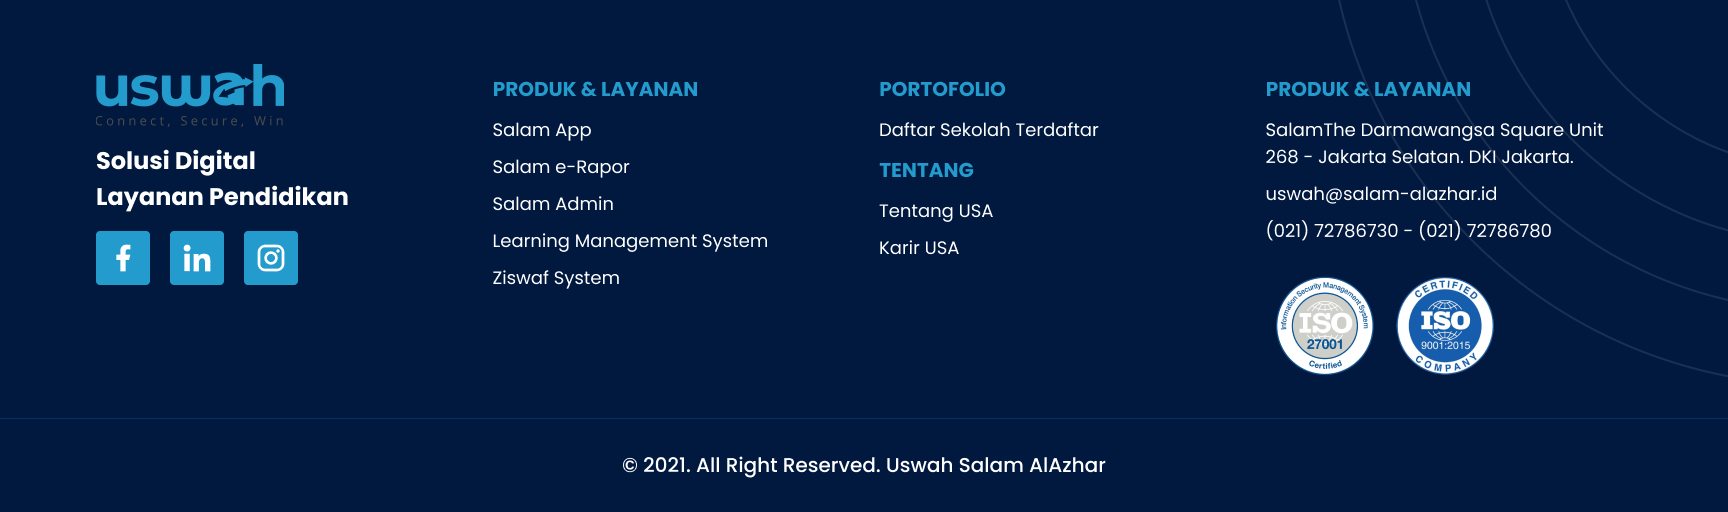 uswah
Connect, Secure, Win
Solusi Digital
Layanan Pendidikan
PRODUK & LAYANAN
Salam App
Salam e-Rapor
Salam Admin
Learning Management System
Ziswaf System
PORTOFOLIO
Daftar Sekolah Terdaftar
TENTANG
Tentang USA
Karir USA
PRODUK & LAYANAN
SalamThe Darmawangsa Square Unit
268 - Jakarta Selatan. DKI Jakarta.
uswah@salam-alazhar.id
(021) 72786730 - (021) 72786780
Information Security Management System
ISO
27001
Certified
CERTIFIED
ISO
9001:2015
COMPANY
© 2021. All Right Reserved. Uswah Salam AlAzhar